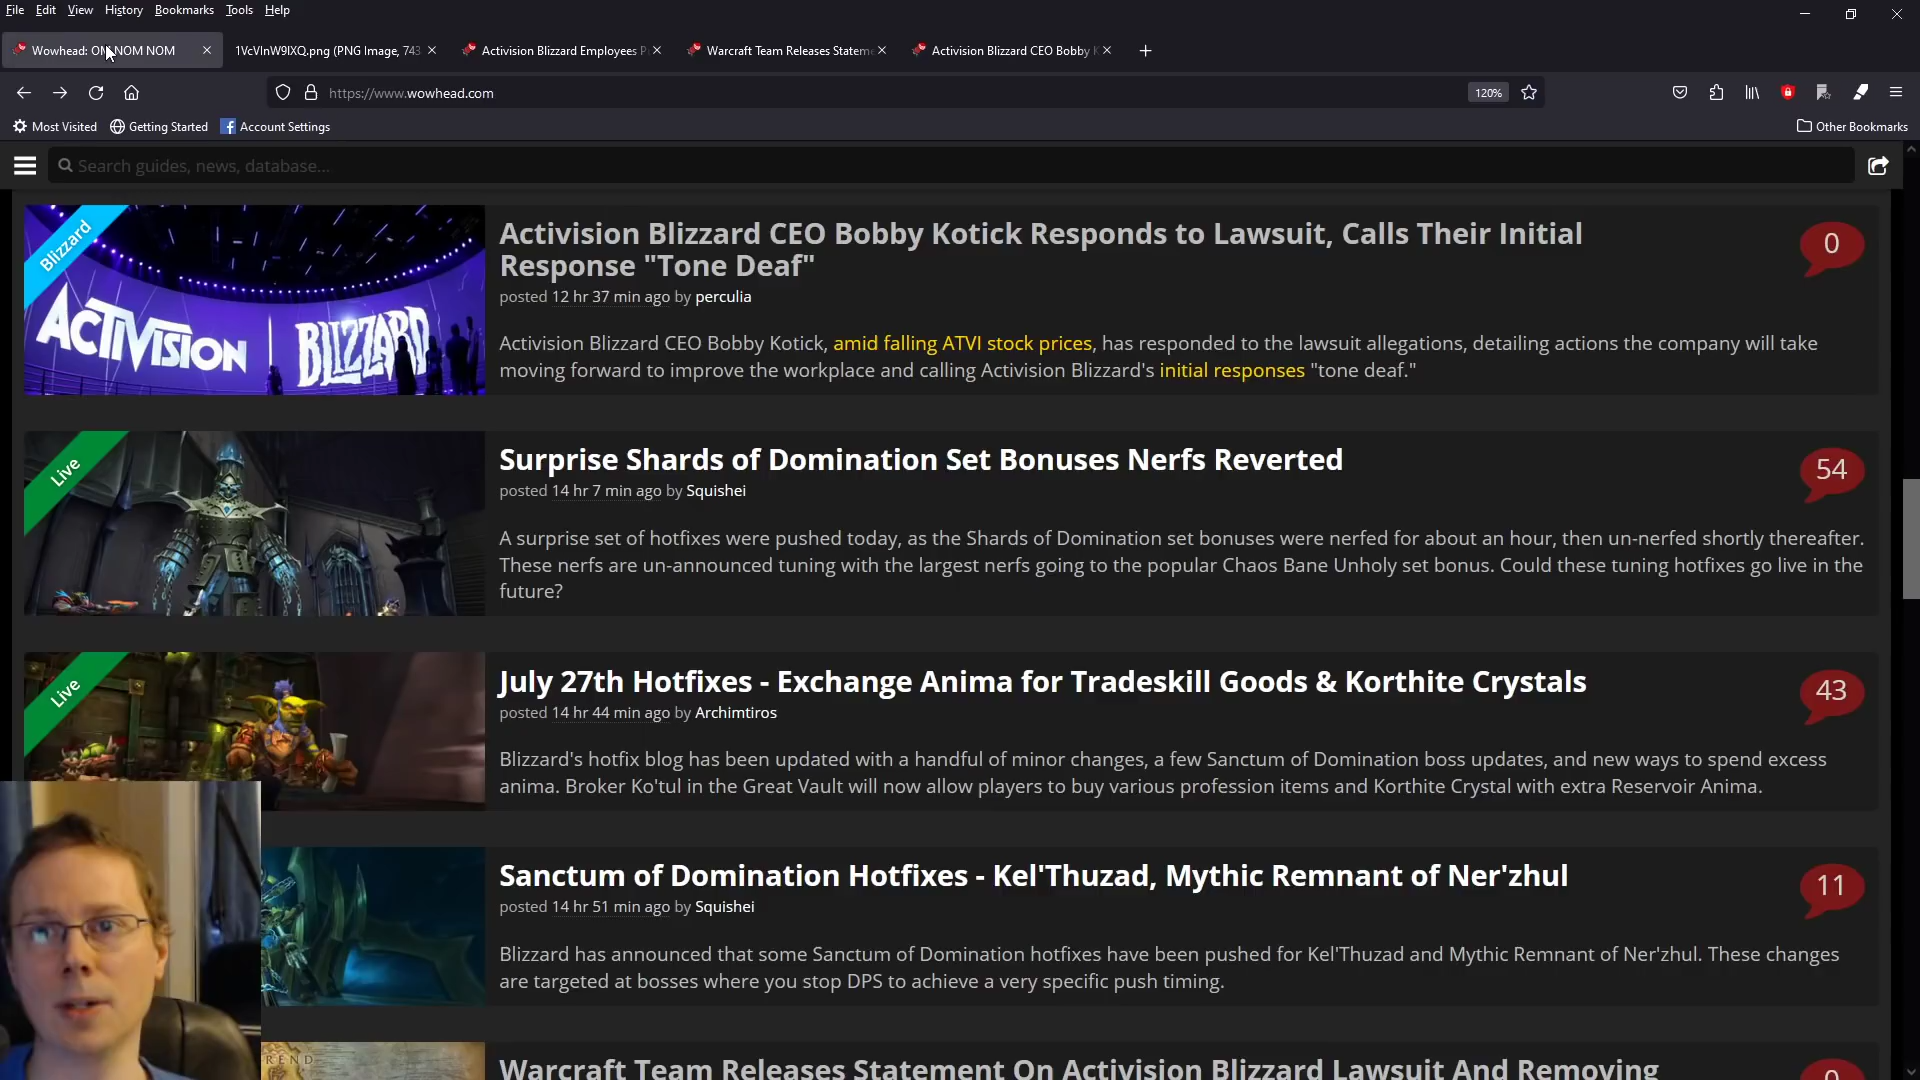 File Edit View History Bookmarks Tools Help
Wowhead: OM NOM NOM
1VcVlnW9lXQ.png (PNG Image, 743
Activision Blizzard Employees P
Warcraft Team Releases Statem
Activision Blizzard CEO Bobby K
https://www.wowhead.com
120%
Most Visited Getting Started Account Settings
Other Bookmarks
Search guides, news, database...
Blizzard
ACTIVISION BLIZZARD
Activision Blizzard CEO Bobby Kotick Responds to Lawsuit, Calls Their Initial
Response "Tone Deaf"
0
posted 12 hr 37 min ago by perculia
Activision Blizzard CEO Bobby Kotick, amid falling ATVI stock prices, has responded to the lawsuit allegations, detailing actions the company will take
moving forward to improve the workplace and calling Activision Blizzard's initial responses "tone deaf."
Live
Surprise Shards of Domination Set Bonuses Nerfs Reverted
54
posted 14 hr 7 min ago by Squishei
A surprise set of hotfixes were pushed today, as the Shards of Domination set bonuses were nerfed for about an hour, then un-nerfed shortly thereafter.
These nerfs are un-announced tuning with the largest nerfs going to the popular Chaos Bane Unholy set bonus. Could these tuning hotfixes go live in the
future?
Live
July 27th Hotfixes - Exchange Anima for Tradeskill Goods & Korthite Crystals
43
posted 14 hr 44 min ago by Archimtiros
Blizzard's hotfix blog has been updated with a handful of minor changes, a few Sanctum of Domination boss updates, and new ways to spend excess
anima. Broker Ko'tul in the Great Vault will now allow players to buy various profession items and Korthite Crystal with extra Reservoir Anima.
Sanctum of Domination Hotfixes - Kel'Thuzad, Mythic Remnant of Ner'zhul
11
posted 14 hr 51 min ago by Squishei
Blizzard has announced that some Sanctum of Domination hotfixes have been pushed for Kel'Thuzad and Mythic Remnant of Ner'zhul. These changes
are targeted at bosses where you stop DPS to achieve a very specific push timing.
REND
Warcraft Team Releases Statement On Activision Blizzard Lawsuit And Removing
0